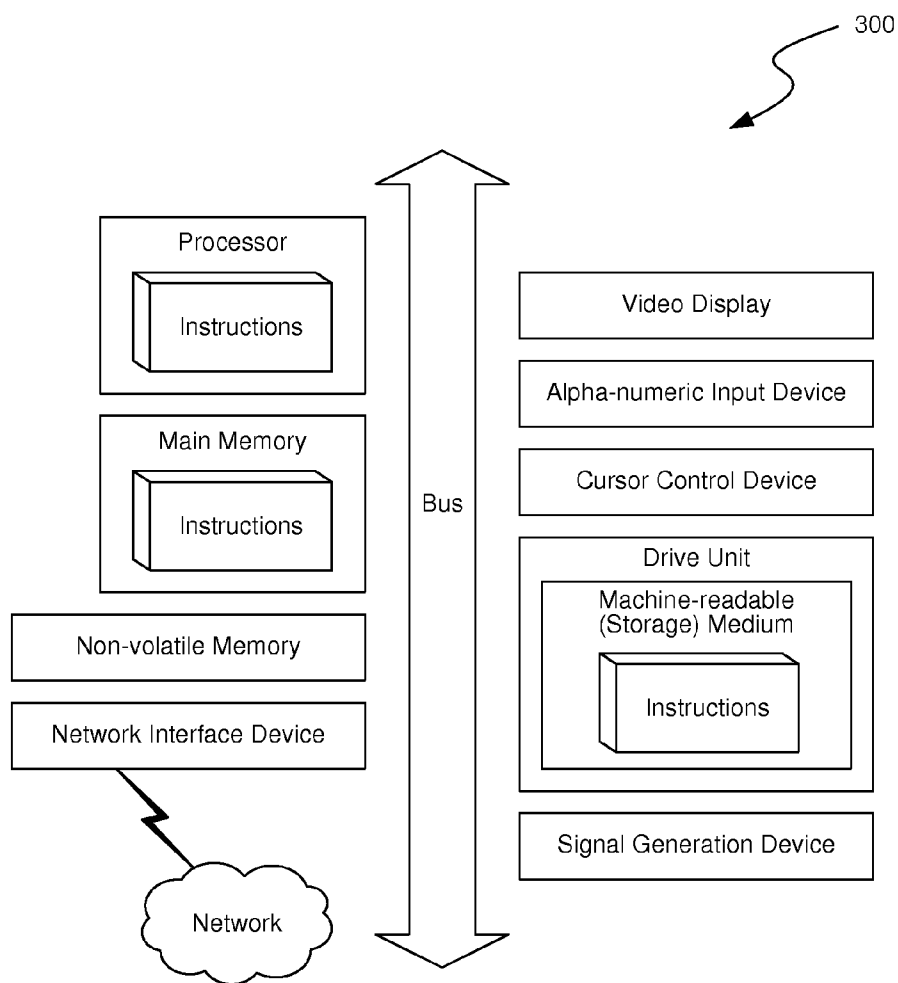 300
Processor
Instructions
Main Memory
Instructions
Non-volatile Memory
Network Interface Device
Network
Bus
Video Display
Alpha-numeric Input Device
Cursor Control Device
Drive Unit
Machine-readable
(Storage) Medium
Instructions
Signal Generation Device